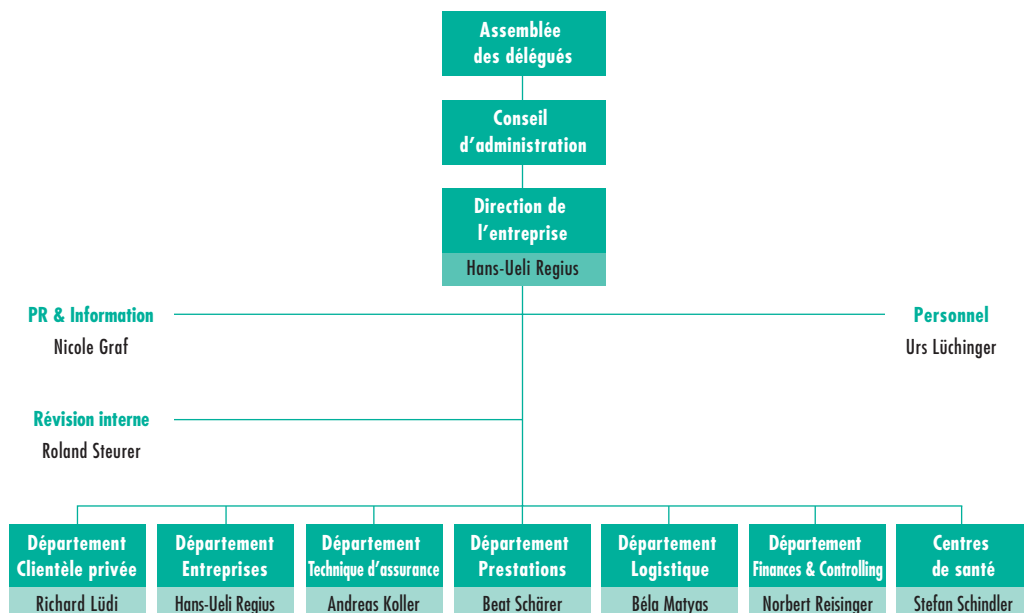 Assemblée
des délégués
Conseil
d'administration
Direction de
l'entreprise
Hans-Ueli Regius
PR & Information
Nicole Graf
Personnel
Urs Lüchinger
Révision interne
Roland Steurer
Département
Clientèle privée
Richard Lüdi
Département
Entreprises
Hans-Ueli Regius
Département
Technique d'assurance
Andreas Koller
Département
Prestations
Beat Schärer
Département
Logistique
Béla Matyas
Département
Finances & Controlling
Norbert Reisinger
Centres
de santé
Stefan Schindler